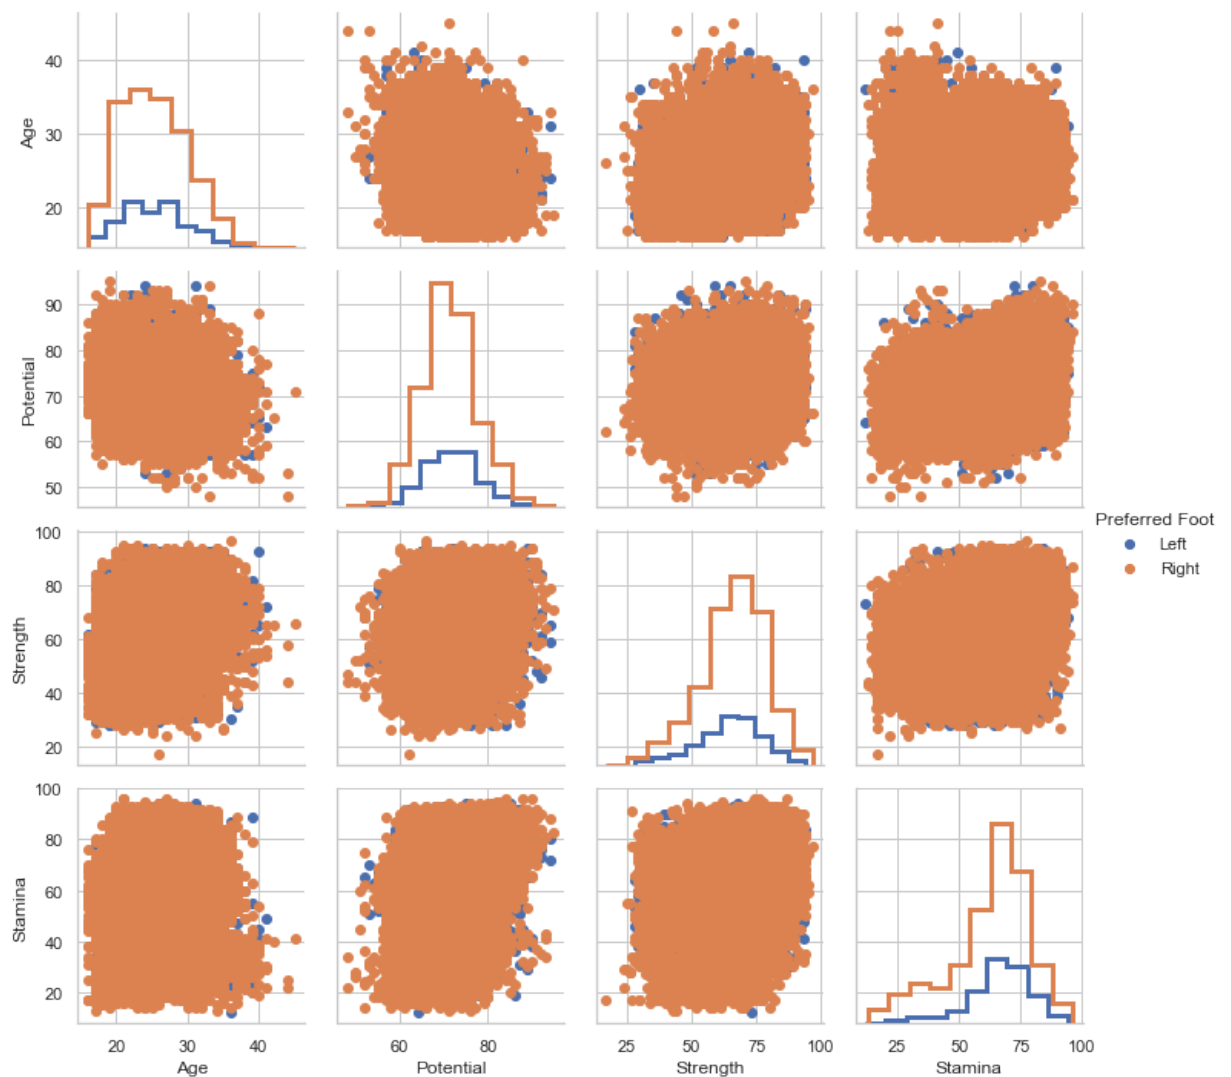 40
30
20
Age
90
80
70
60
50
Potential
100
80
60
40
20
Strength
Preferred Foot
Left
Right
100
80
60
40
20
Stamina
20 30 40
60 80
25 50 75 100
25 50 75 100
Age Potential Strength Stamina